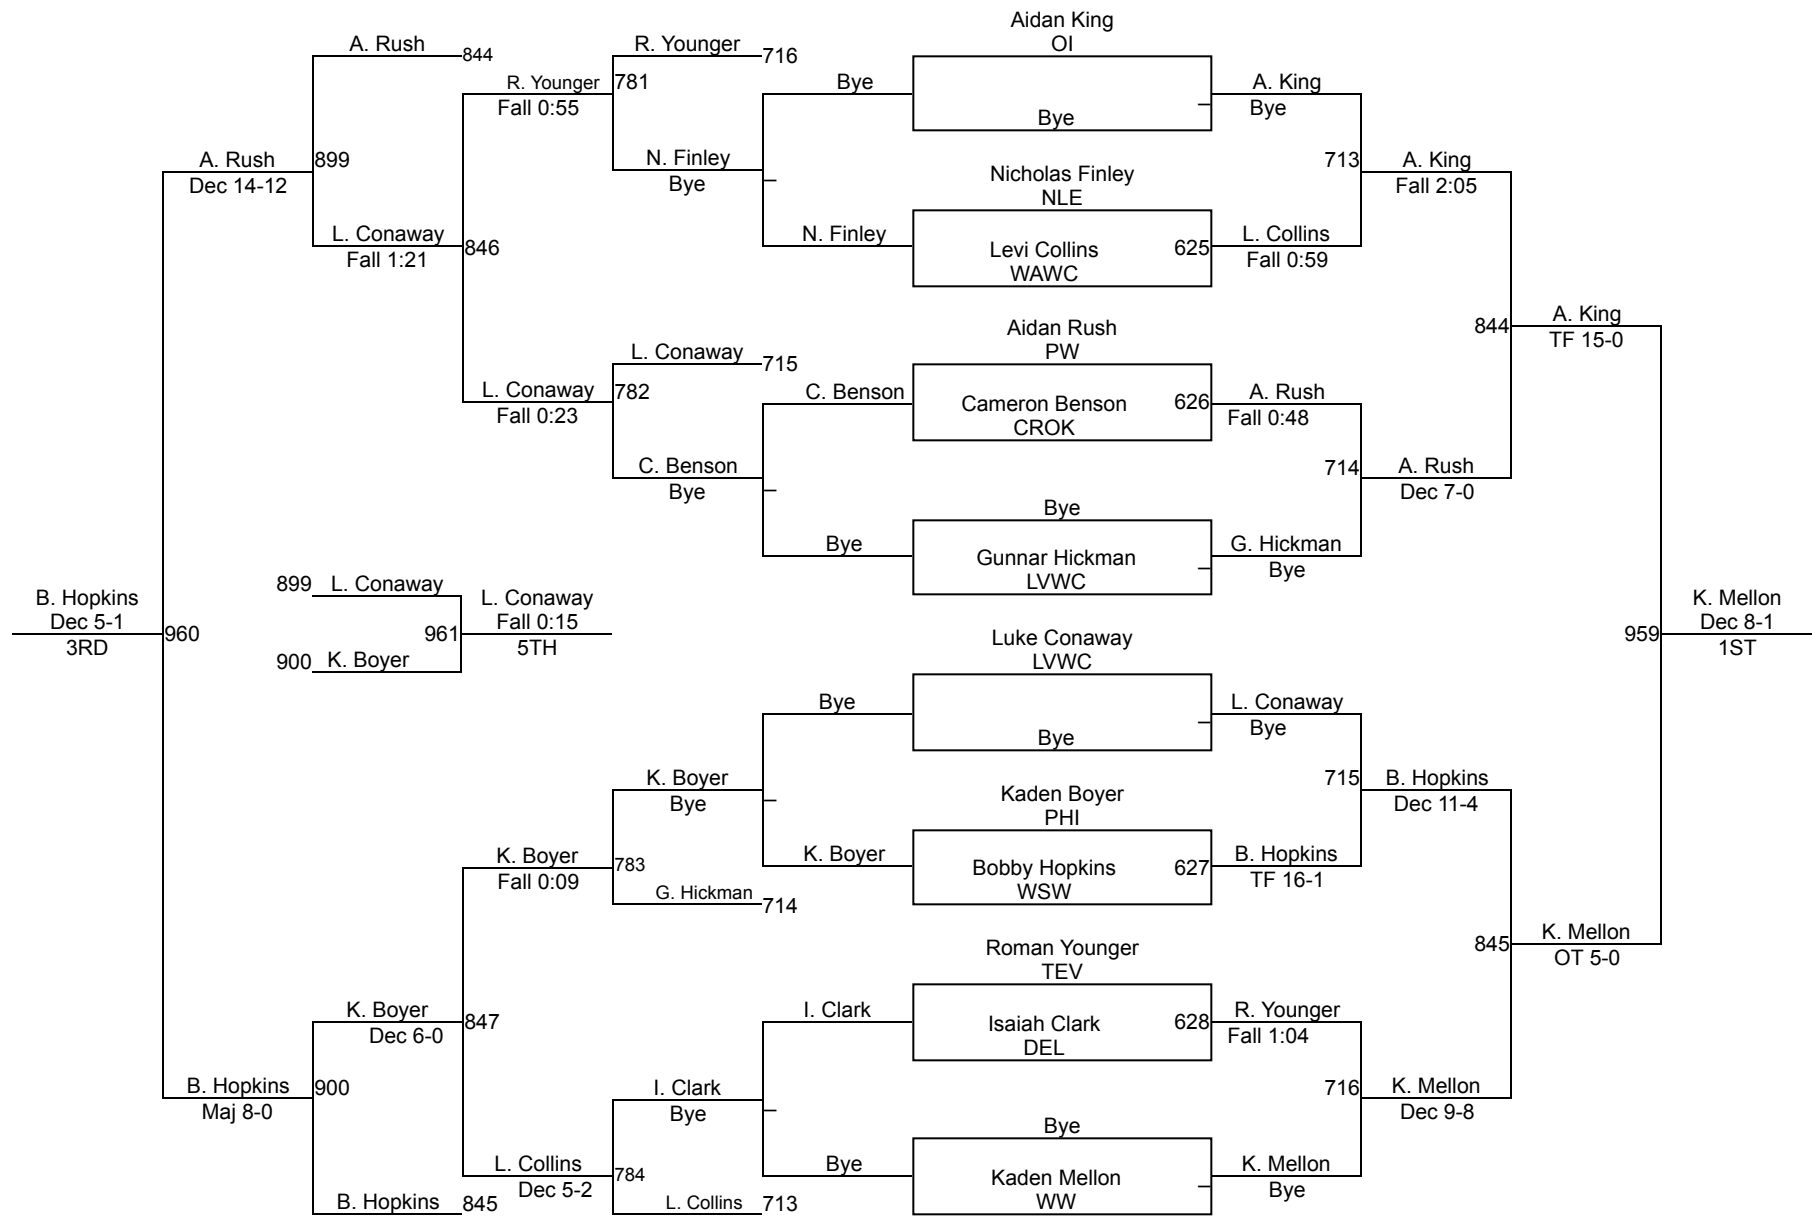 Aidan King
OI
A. Rush
844
R. Younger
716
R. Younger
781
Bye
A. King
Fall 0:55
Bye
Bye
N. Finley
713
A. King
A. Rush
899
Bye
Nicholas Finley
Fall 2:05
Dec 14-12
NLE
L. Conaway
846
N. Finley
Levi Collins
625
L. Collins
Fall 1:21
WAWC
Fall 0:59
Aidan Rush
844
A. King
PW
TF 15-0
L. Conaway
715
L. Conaway
782
C. Benson
Cameron Benson
626
A. Rush
Fall 0:23
CROK
Fall 0:48
C. Benson
714
A. Rush
Bye
Dec 7-0
Bye
Bye
Gunnar Hickman
G. Hickman
LVWC
Bye
899
L. Conaway
B. Hopkins
L. Conaway
K. Mellon
Dec 5-1
Fall 0:15
Dec 8-1
960
961
959
3RD
5TH
1ST
900
K. Boyer
Luke Conaway
LVWC
Bye
L. Conaway
Bye
Bye
K. Boyer
715
B. Hopkins
Bye
Kaden Boyer
Dec 11-4
PHI
K. Boyer
783
K. Boyer
Bobby Hopkins
627
B. Hopkins
Fall 0:09
WSW
TF 16-1
G. Hickman
714
Roman Younger
845
K. Mellon
TEV
OT 5-0
K. Boyer
847
I. Clark
Isaiah Clark
628
R. Younger
Dec 6-0
DEL
Fall 1:04
B. Hopkins
900
I. Clark
716
K. Mellon
Maj 8-0
Bye
Dec 9-8
Bye
L. Collins
784
Bye
Kaden Mellon
K. Mellon
Dec 5-2
WW
Bye
B. Hopkins
845
L. Collins
713